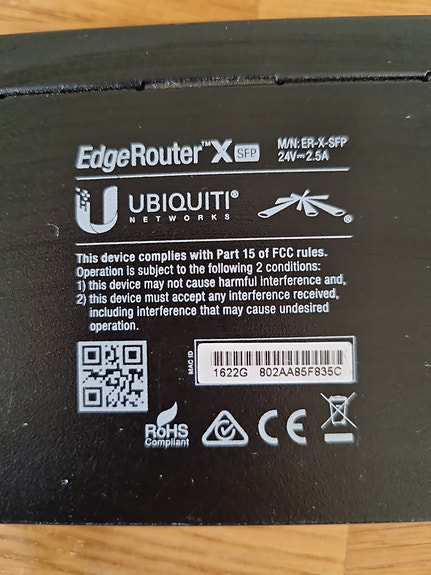 EdgeRouter™ X SFP
M/N: ER-X-SFP
24V⎓2.5A
UBIQUITI®
NETWORKS
®
This device complies with Part 15 of FCC rules.
Operation is subject to the following 2 conditions:
1) this device may not cause harmful interference and,
2) this device must accept any interference received,
including interference that may cause undesired
operation.
MAC ID
1622G 802AA85F835C
RoHS
Compliant
CE